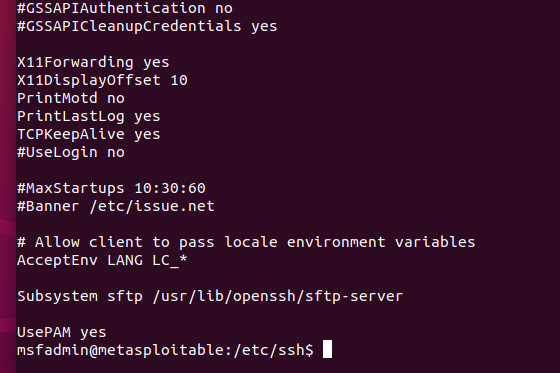 #GSSAPIAuthentication no
#GSSAPICleanupCredentials yes
X11Forwarding yes
X11DisplayOffset 10
PrintMotd no
PrintLastLog yes
TCPKeepAlive yes
#UseLogin no
#MaxStartups 10:30:60
#Banner /etc/issue.net
# Allow client to pass locale environment variables
AcceptEnv LANG LC_*
Subsystem sftp /usr/lib/openssh/sftp-server
UsePAM yes
msfadmin@metasploitable:/etc/ssh$